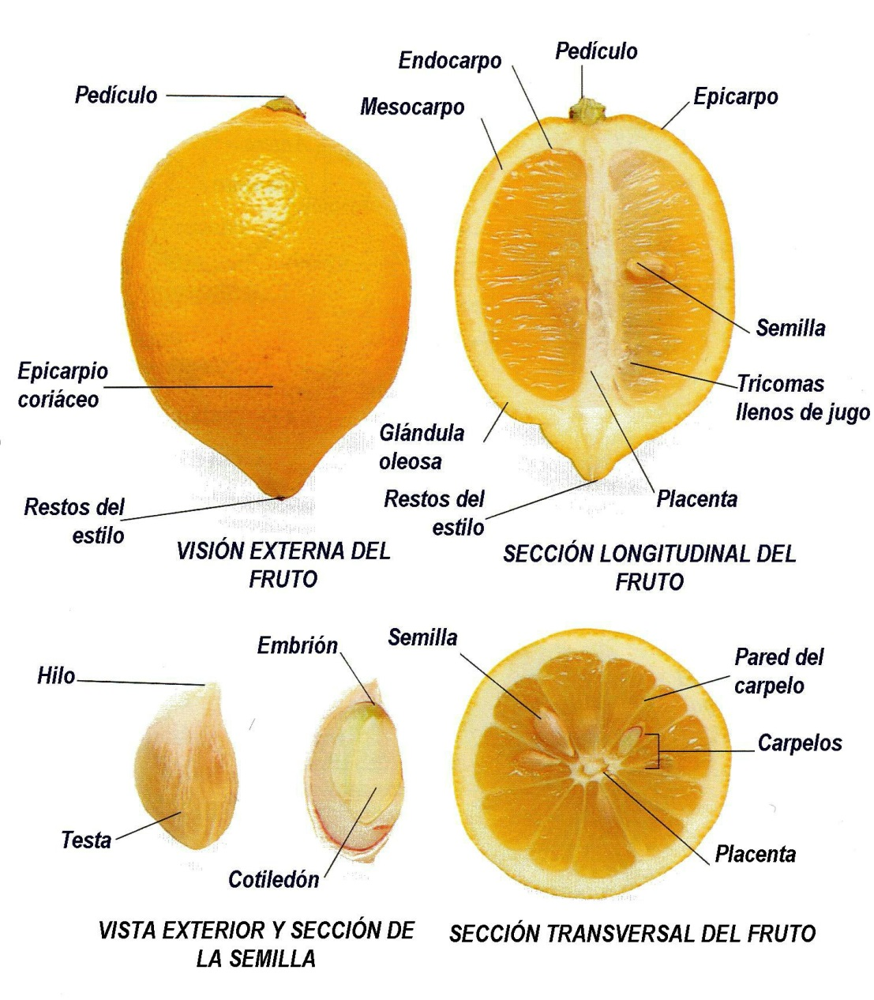 Pedículo
Epicarpio
coriáceo
Restos del
estilo
VISIÓN EXTERNA DEL
FRUTO
Endocarpo
Pedículo
Mesocarpo
Epicarpo
Semilla
Tricomas
llenos de jugo
Glándula
oleosa
Restos del
estilo
Placenta
SECCIÓN LONGITUDINAL DEL
FRUTO
Hilo
Embrión
Testa
Cotiledón
VISTA EXTERIOR Y SECCIÓN DE
LA SEMILLA
Semilla
Pared del
carpelo
Carpelos
Placenta
SECCIÓN TRANSVERSAL DEL FRUTO